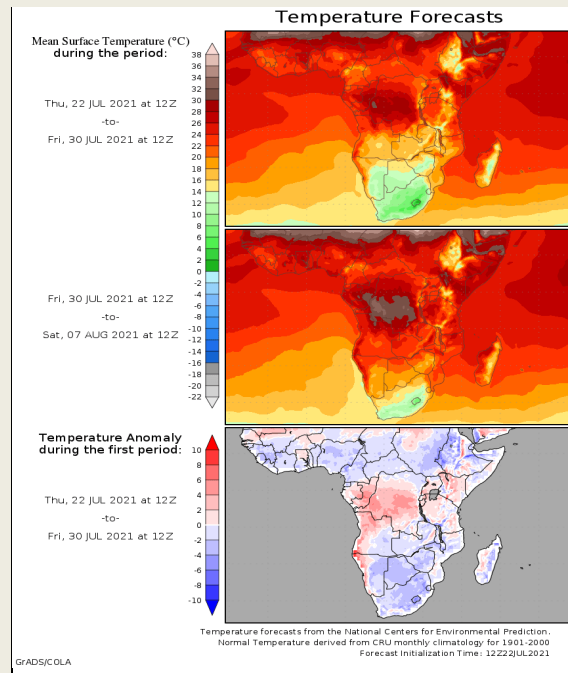 Temperature Forecasts
Mean Surface Temperature (°C)
during the period:
Thu, 22 JUL 2021 at 12Z
-to-
Fri, 30 JUL 2021 at 12Z
38
36
34
32
30
28
26
24
22
20
18
16
14
12
10
8
6
4
2
0
-2
-4
-6
-8
-10
-12
-14
-16
-18
-20
-22
Fri, 30 JUL 2021 at 12Z
-to-
Sat, 07 AUG 2021 at 12Z
Temperature Anomaly
during the first period:
Thu, 22 JUL 2021 at 12Z
-to-
Fri, 30 JUL 2021 at 12Z
10
8
6
4
2
0
-2
-4
-6
-8
-10
Temperature forecasts from the National Centers for Environmental Prediction.
Normal Temperature derived from CRU monthly climatology for 1901-2000
Forecast Initialization Time: 12Z22JUL2021
GrADS/COLA